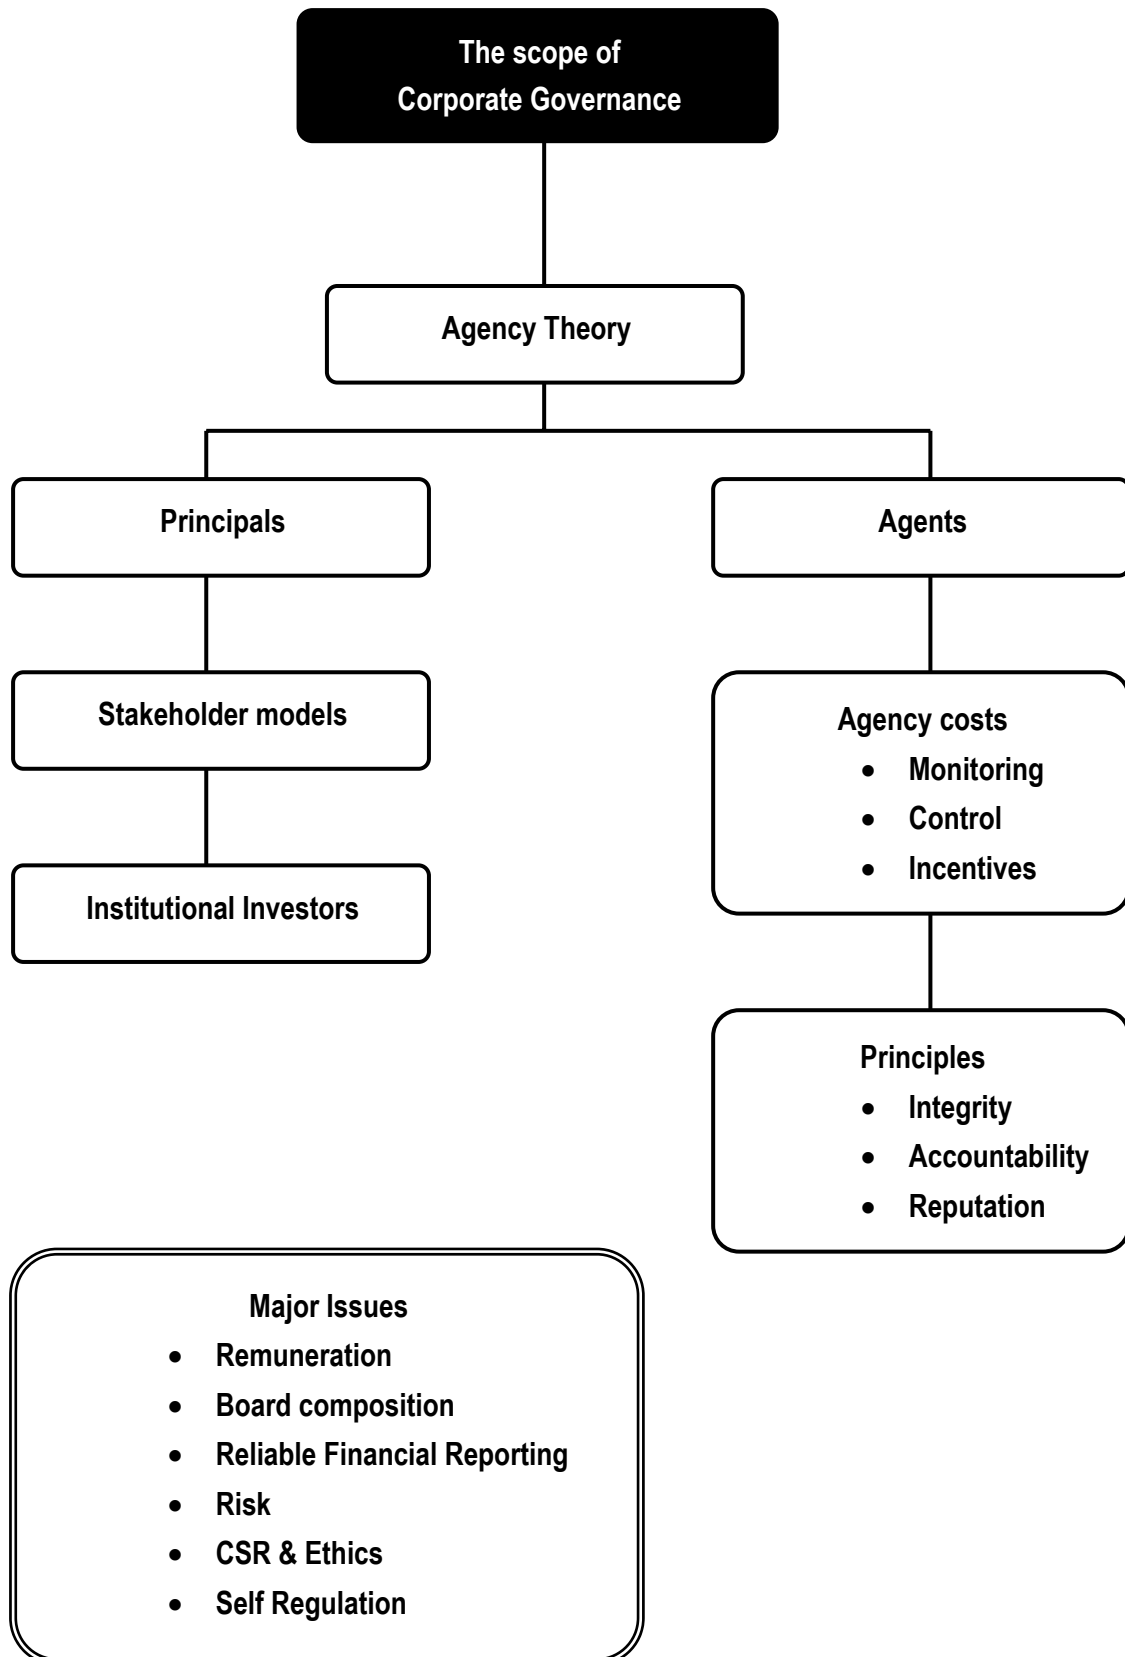 The scope of
Corporate Governance
Agency Theory
Principals
Agents
Stakeholder models
Institutional Investors
Agency costs
• Monitoring
• Control
• Incentives
Principles
• Integrity
• Accountability
• Reputation
Major Issues
• Remuneration
• Board composition
• Reliable Financial Reporting
• Risk
• CSR & Ethics
• Self Regulation